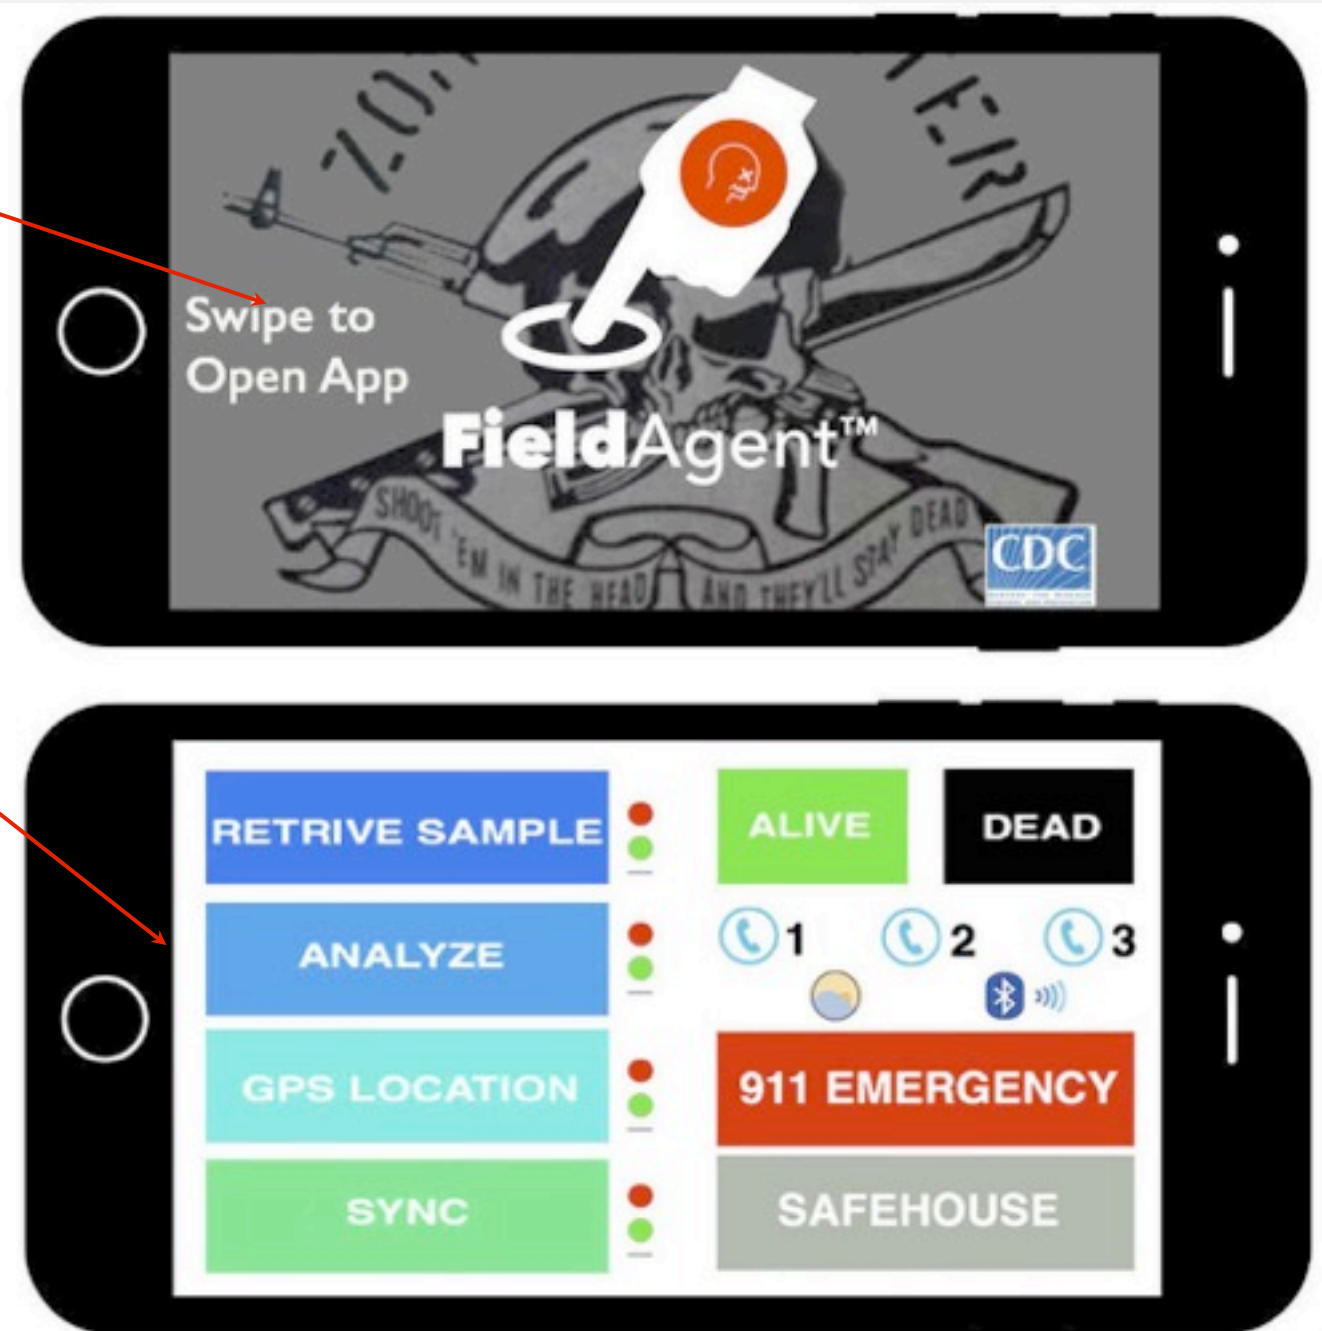 Swipe to
Open App
FieldAgent™
SHOOT 'EM IN THE HEAD AND THEY'LL STAY DEAD
CDC
RETRIVE SAMPLE
ALIVE
DEAD
ANALYZE
1
2
3
GPS LOCATION
911 EMERGENCY
SYNC
SAFEHOUSE